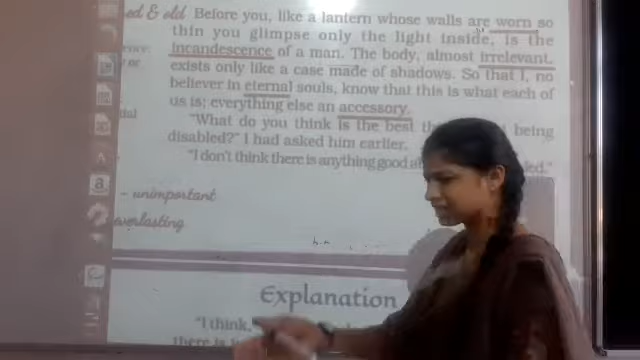 ed & old Before you, like a lantern whose walls are worn so
thin you glimpse only the light inside, is the
incandescence of a man. The body, almost irrelevant,
exists only like a case made of shadows. So that I, no
believer in eternal souls, know that this is what each of
us is; everything else an accessory.
"What do you think is the best being
disabled?" I had asked him earlier.
"I don't think there is anything good
– unimportant
everlasting
Explanation
"I think,
there is